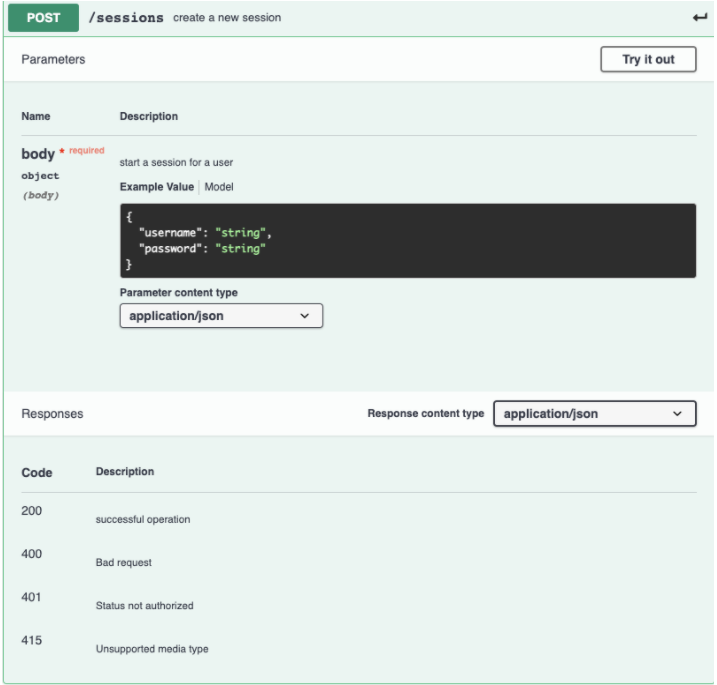 POST /sessions create a new session
Parameters
Try it out
Name Description
body * required
object
(body)
start a session for a user
Example Value Model
{
"username": "string",
"password": "string"
}
Parameter content type
application/json
Responses Response content type application/json
Code Description
200 successful operation
400 Bad request
401 Status not authorized
415 Unsupported media type